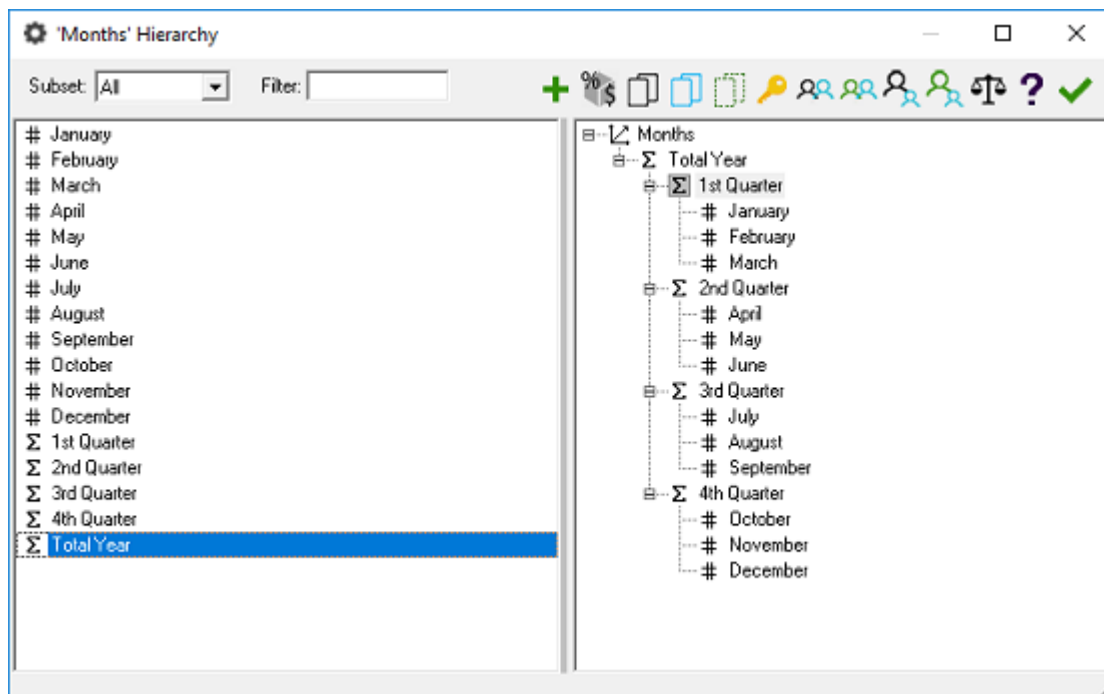 'Months' Hierarchy
Subset: All Filter:
# January
# February
# March
# April
# May
# June
# July
# August
# September
# October
# November
# December
Σ 1st Quarter
Σ 2nd Quarter
Σ 3rd Quarter
Σ 4th Quarter
Σ Total Year
Months
Σ Total Year
Σ 1st Quarter
# January
# February
# March
Σ 2nd Quarter
# April
# May
# June
Σ 3rd Quarter
# July
# August
# September
Σ 4th Quarter
# October
# November
# December